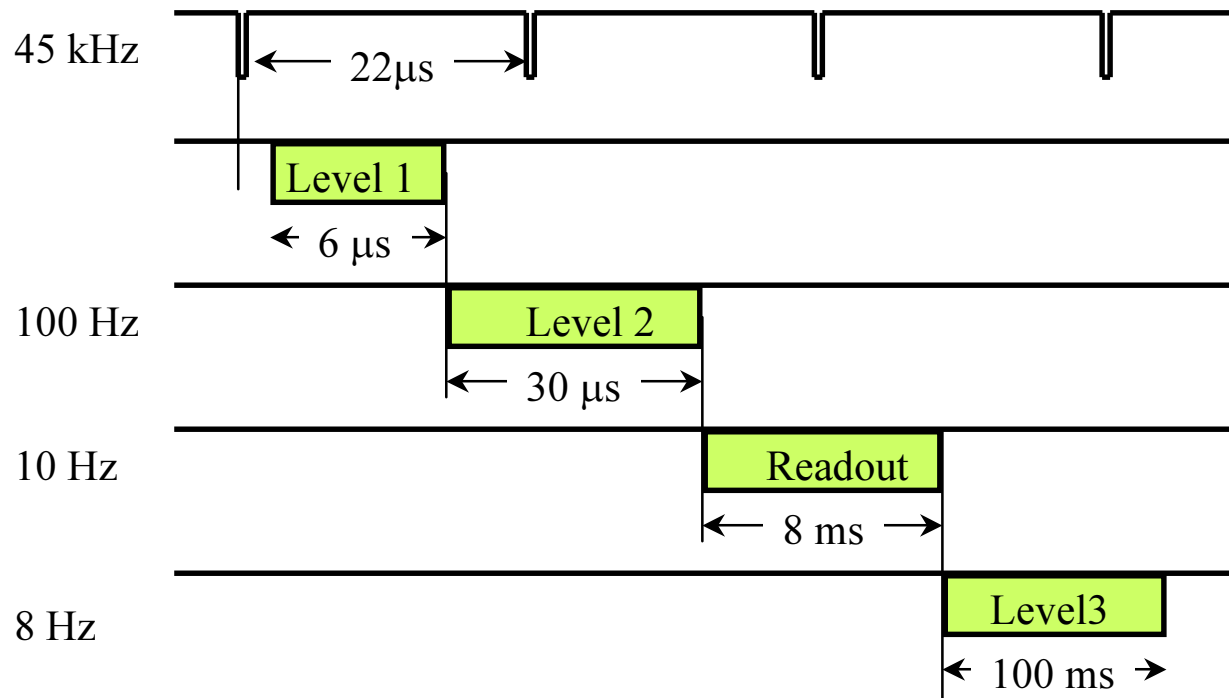 45 kHz
22μs
Level 1
6 μs
100 Hz
Level 2
30 μs
10 Hz
Readout
8 ms
8 Hz
Level3
100 ms